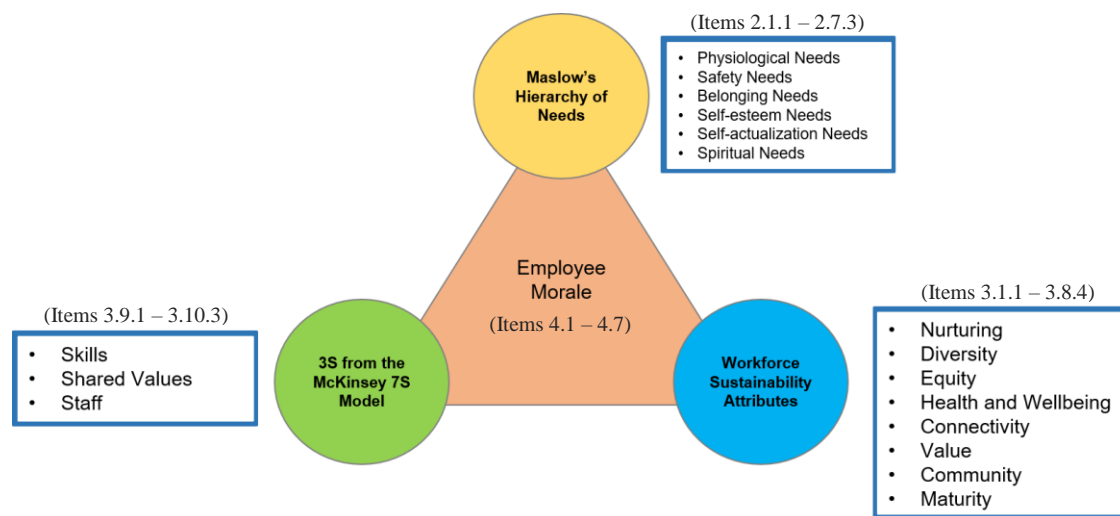 (Items 2.1.1 – 2.7.3)
• Physiological Needs
• Safety Needs
• Belonging Needs
• Self-esteem Needs
• Self-actualization Needs
• Spiritual Needs
Maslow's
Hierarchy of
Needs
Employee
Morale
(Items 4.1 – 4.7)
(Items 3.9.1 – 3.10.3)
• Skills
• Shared Values
• Staff
3S from the
McKinsey 7S
Model
Workforce
Sustainability
Attributes
(Items 3.1.1 – 3.8.4)
• Nurturing
• Diversity
• Equity
• Health and Wellbeing
• Connectivity
• Value
• Community
• Maturity